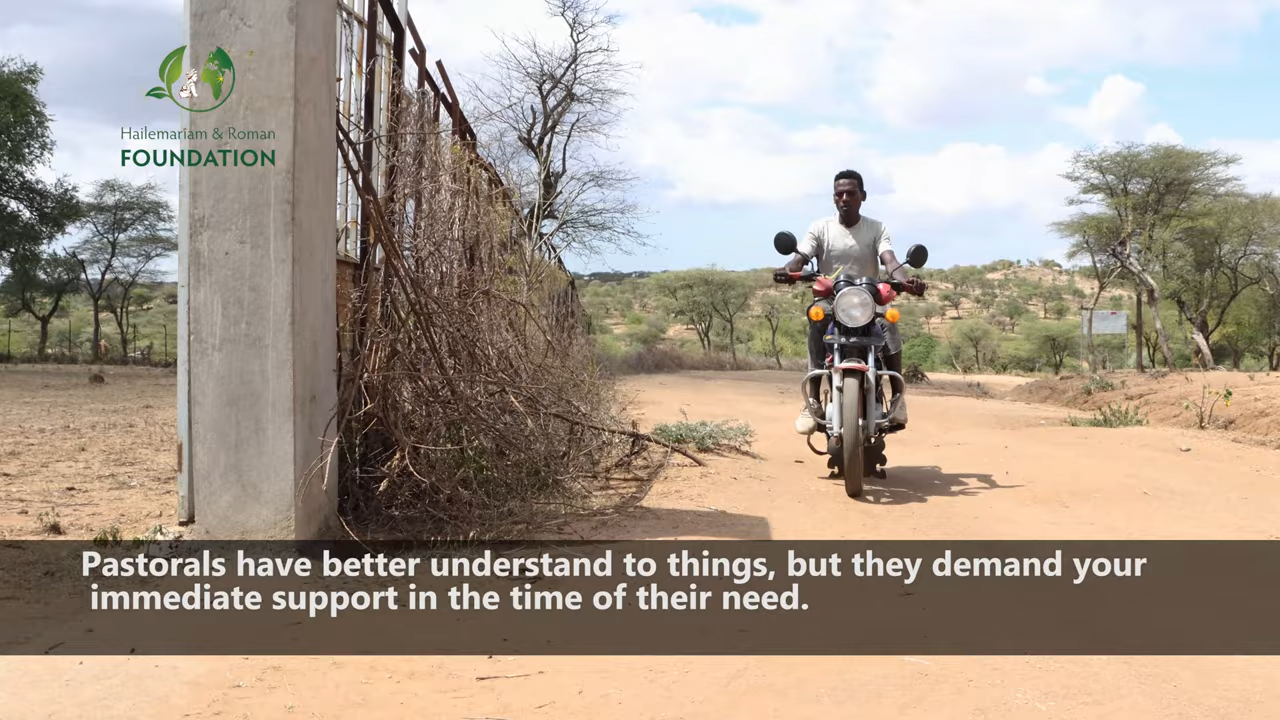 Hailemariam & Roman
FOUNDATION
Pastorals have better understand to things, but they demand your
immediate support in the time of their need.